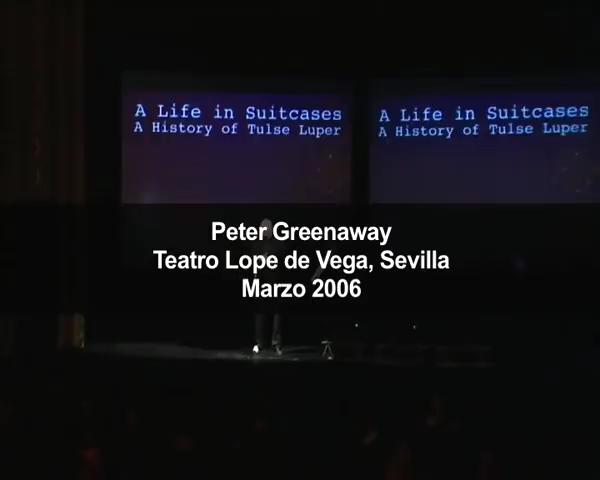 A Life in Suitcases
A History of Tulse Luper
A Life in Suitcases
A History of Tulse Luper
Peter Greenaway
Teatro Lope de Vega, Sevilla
Marzo 2006